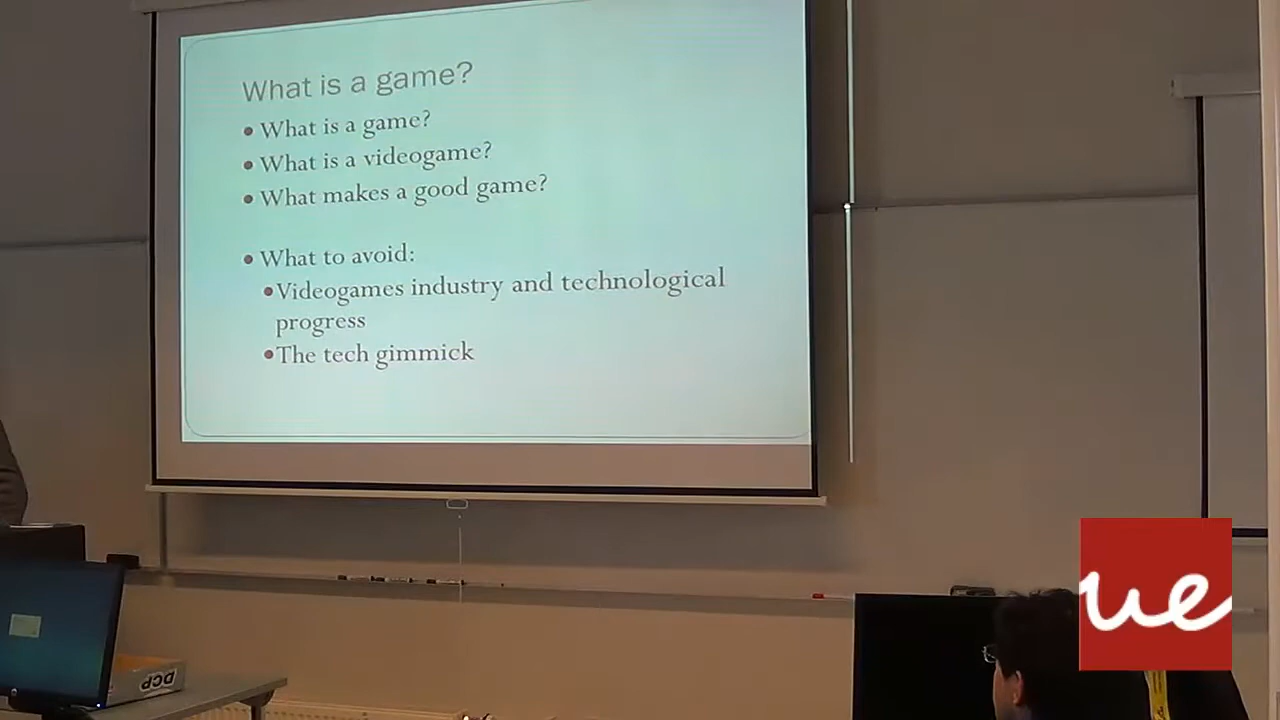 What is a game?
• What is a game?
• What is a videogame?
• What makes a good game?
• What to avoid:
•Videogames industry and technological
progress
•The tech gimmick
DCP
ue